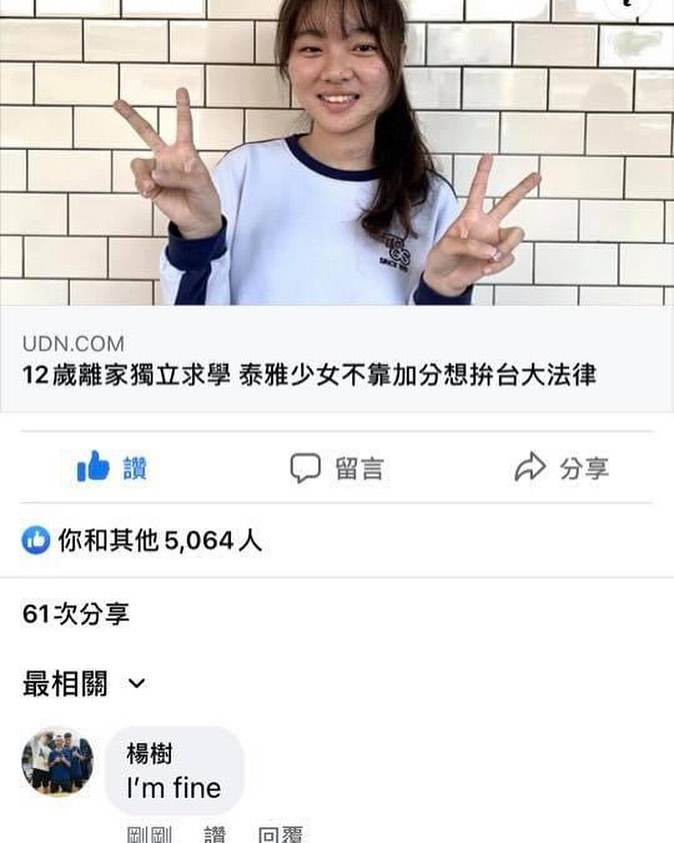 SINCE
UDN.COM
12歲離家獨立求學 泰雅少女不靠加分想拚台大法律
讚 留言 分享
你和其他 5,064 人
61次分享
最相關
楊樹
I'm fine
剛剛 讚 回覆